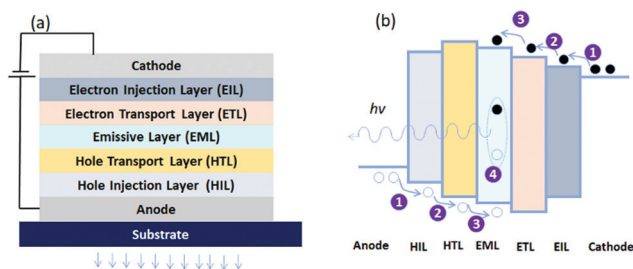 (a)
Cathode
Electron Injection Layer (EIL)
Electron Transport Layer (ETL)
Emissive Layer (EML)
Hole Transport Layer (HTL)
Hole Injection Layer (HIL)
Anode
Substrate
(b)
3
2
1
hv
4
1
2
3
Anode HIL HTL EML ETL EIL Cathode